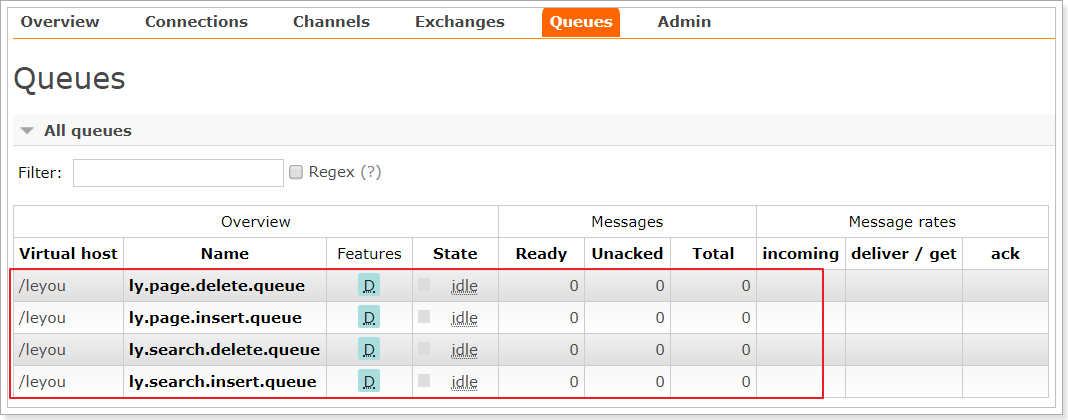 Overview Connections Channels Exchanges Queues Admin
Queues
All queues
Filter: Regex (?)
Overview Messages Message rates
Virtual host Name Features State Ready Unacked Total incoming deliver / get ack
/leyou ly.page.delete.queue D idle 0 0 0
/leyou ly.page.insert.queue D idle 0 0 0
/leyou ly.search.delete.queue D idle 0 0 0
/leyou ly.search.insert.queue D idle 0 0 0